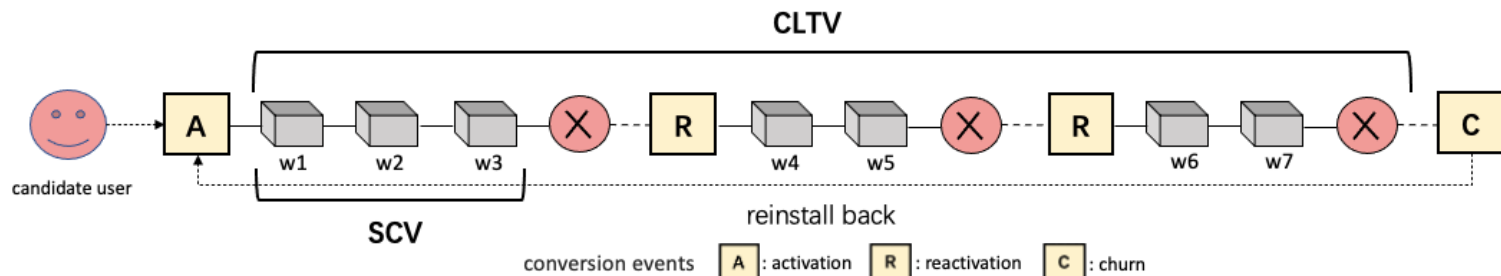 CLTV
A
R
R
C
w1 w2 w3 w4 w5 w6 w7
candidate user
SCV
reinstall back
conversion events A : activation R : reactivation C : churn